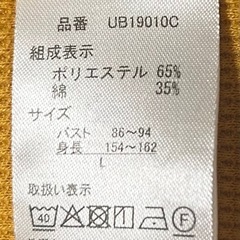 品番 UB19010C
組成表示
ポリエステル 65%
綿 35%
サイズ
バスト 86~94
身長 154~162
L
取扱い表示
40 F